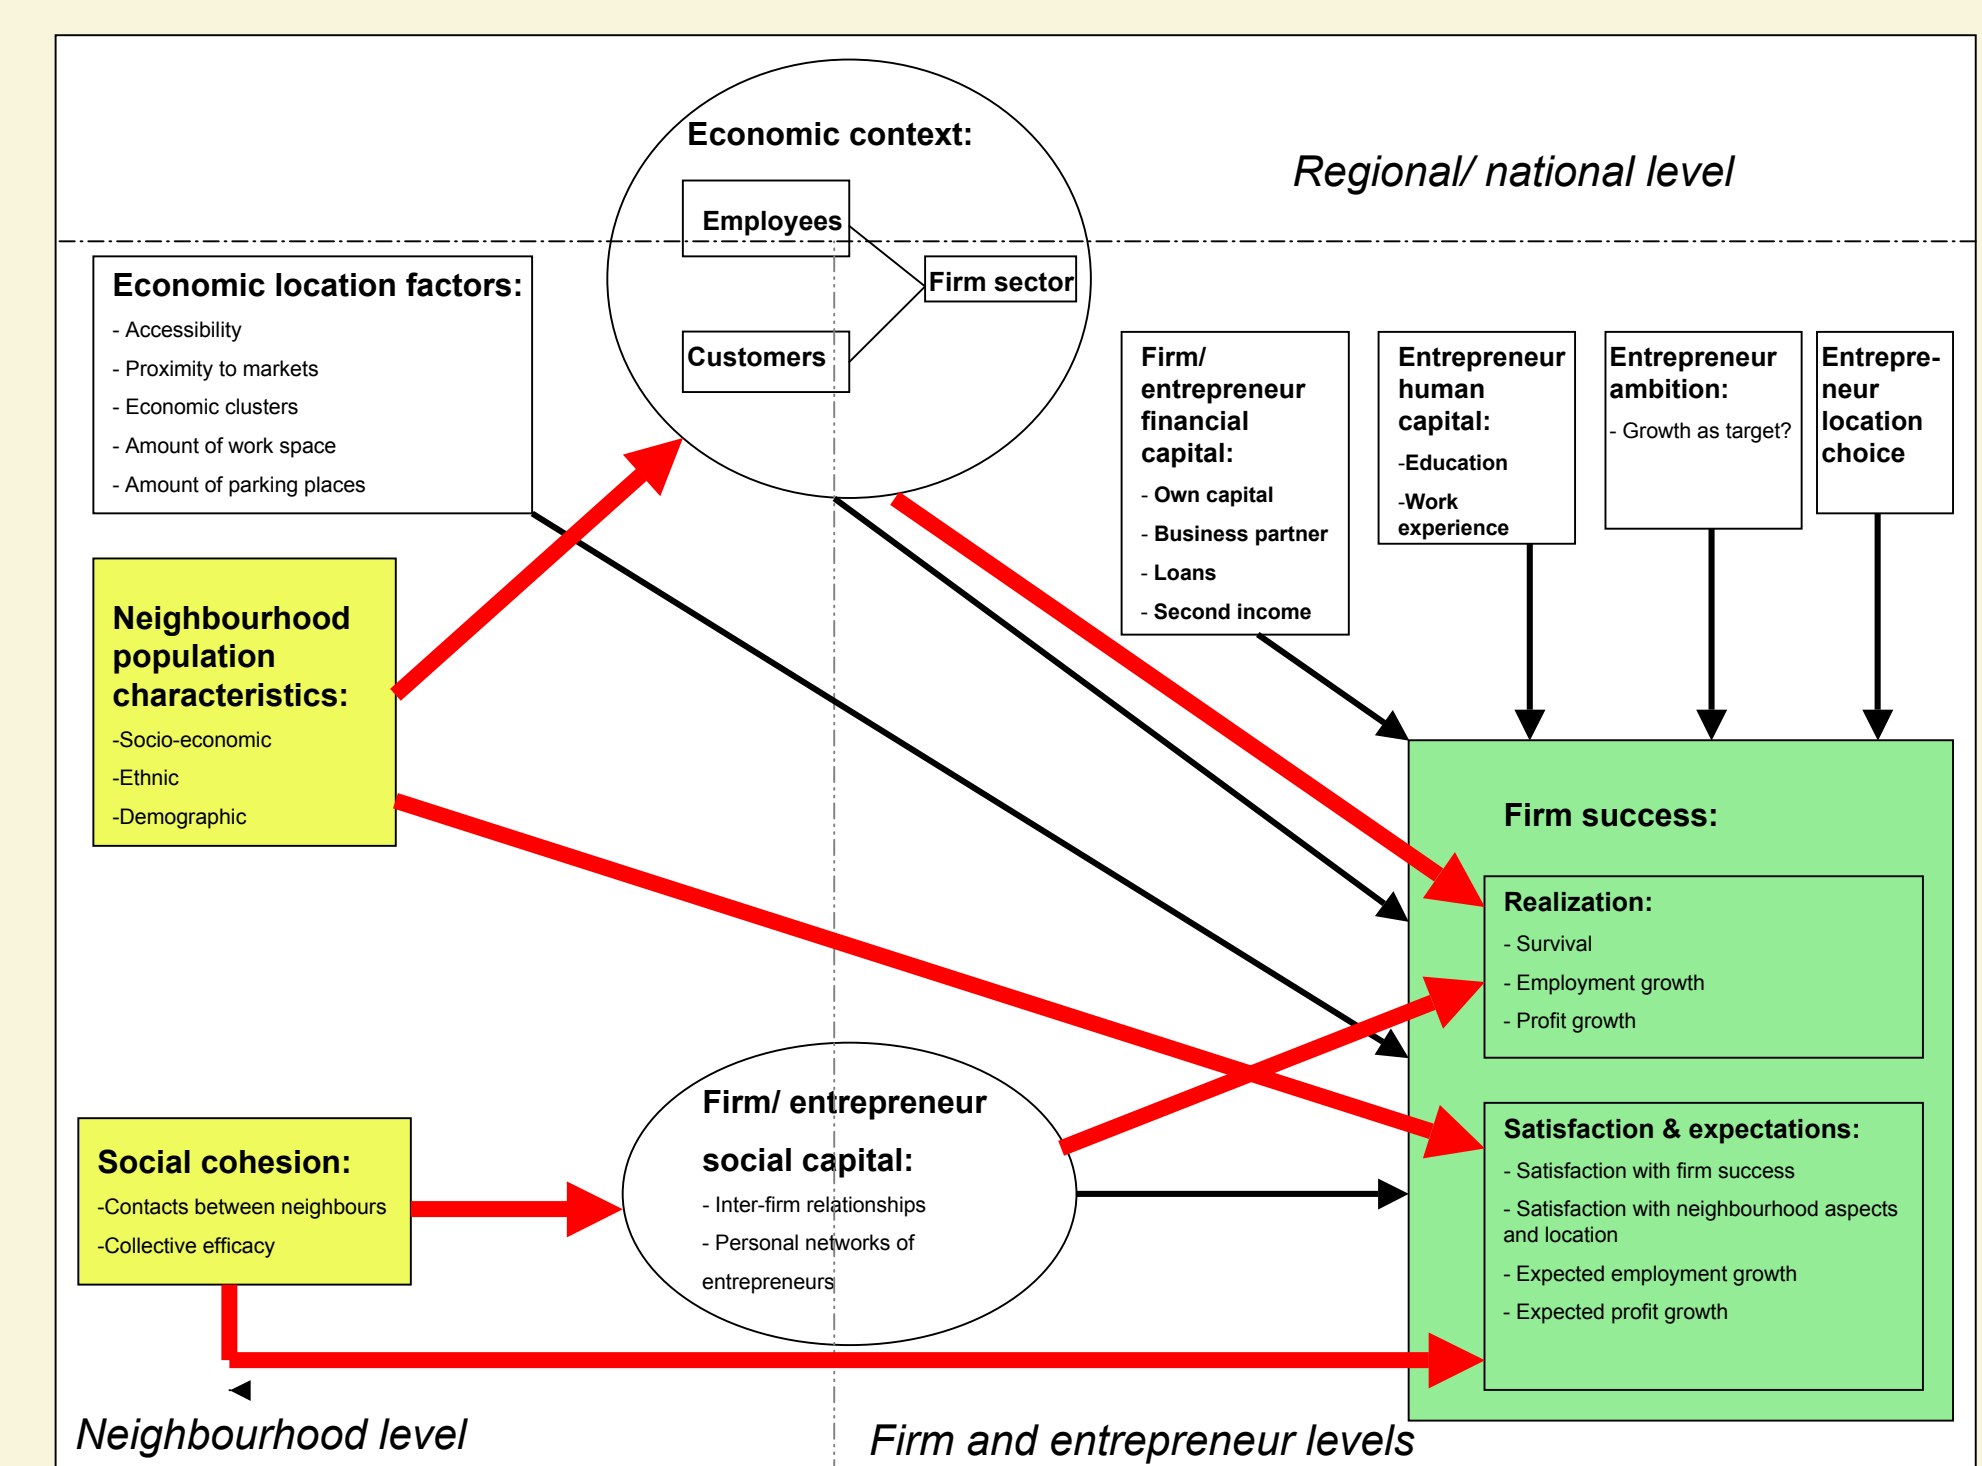 Economic context:
Regional/ national level
Employees
Firm sector
Customers
Economic location factors:
- Accessibility
- Proximity to markets
- Economic clusters
- Amount of work space
- Amount of parking places
Firm/
entrepreneur
financial
capital:
- Own capital
- Business partner
- Loans
- Second income
Entrepreneur
human
capital:
-Education
-Work
experience
Entrepreneur
ambition:
- Growth as target?
Entrepre-
neur
location
choice
Neighbourhood
population
characteristics:
-Socio-economic
-Ethnic
-Demographic
Firm success:
Realization:
- Survival
- Employment growth
- Profit growth
Satisfaction & expectations:
- Satisfaction with firm success
- Satisfaction with neighbourhood aspects
and location
- Expected employment growth
- Expected profit growth
Social cohesion:
-Contacts between neighbours
-Collective efficacy
Firm/ entrepreneur
social capital:
- Inter-firm relationships
- Personal networks of
entrepreneurs
Neighbourhood level
Firm and entrepreneur levels